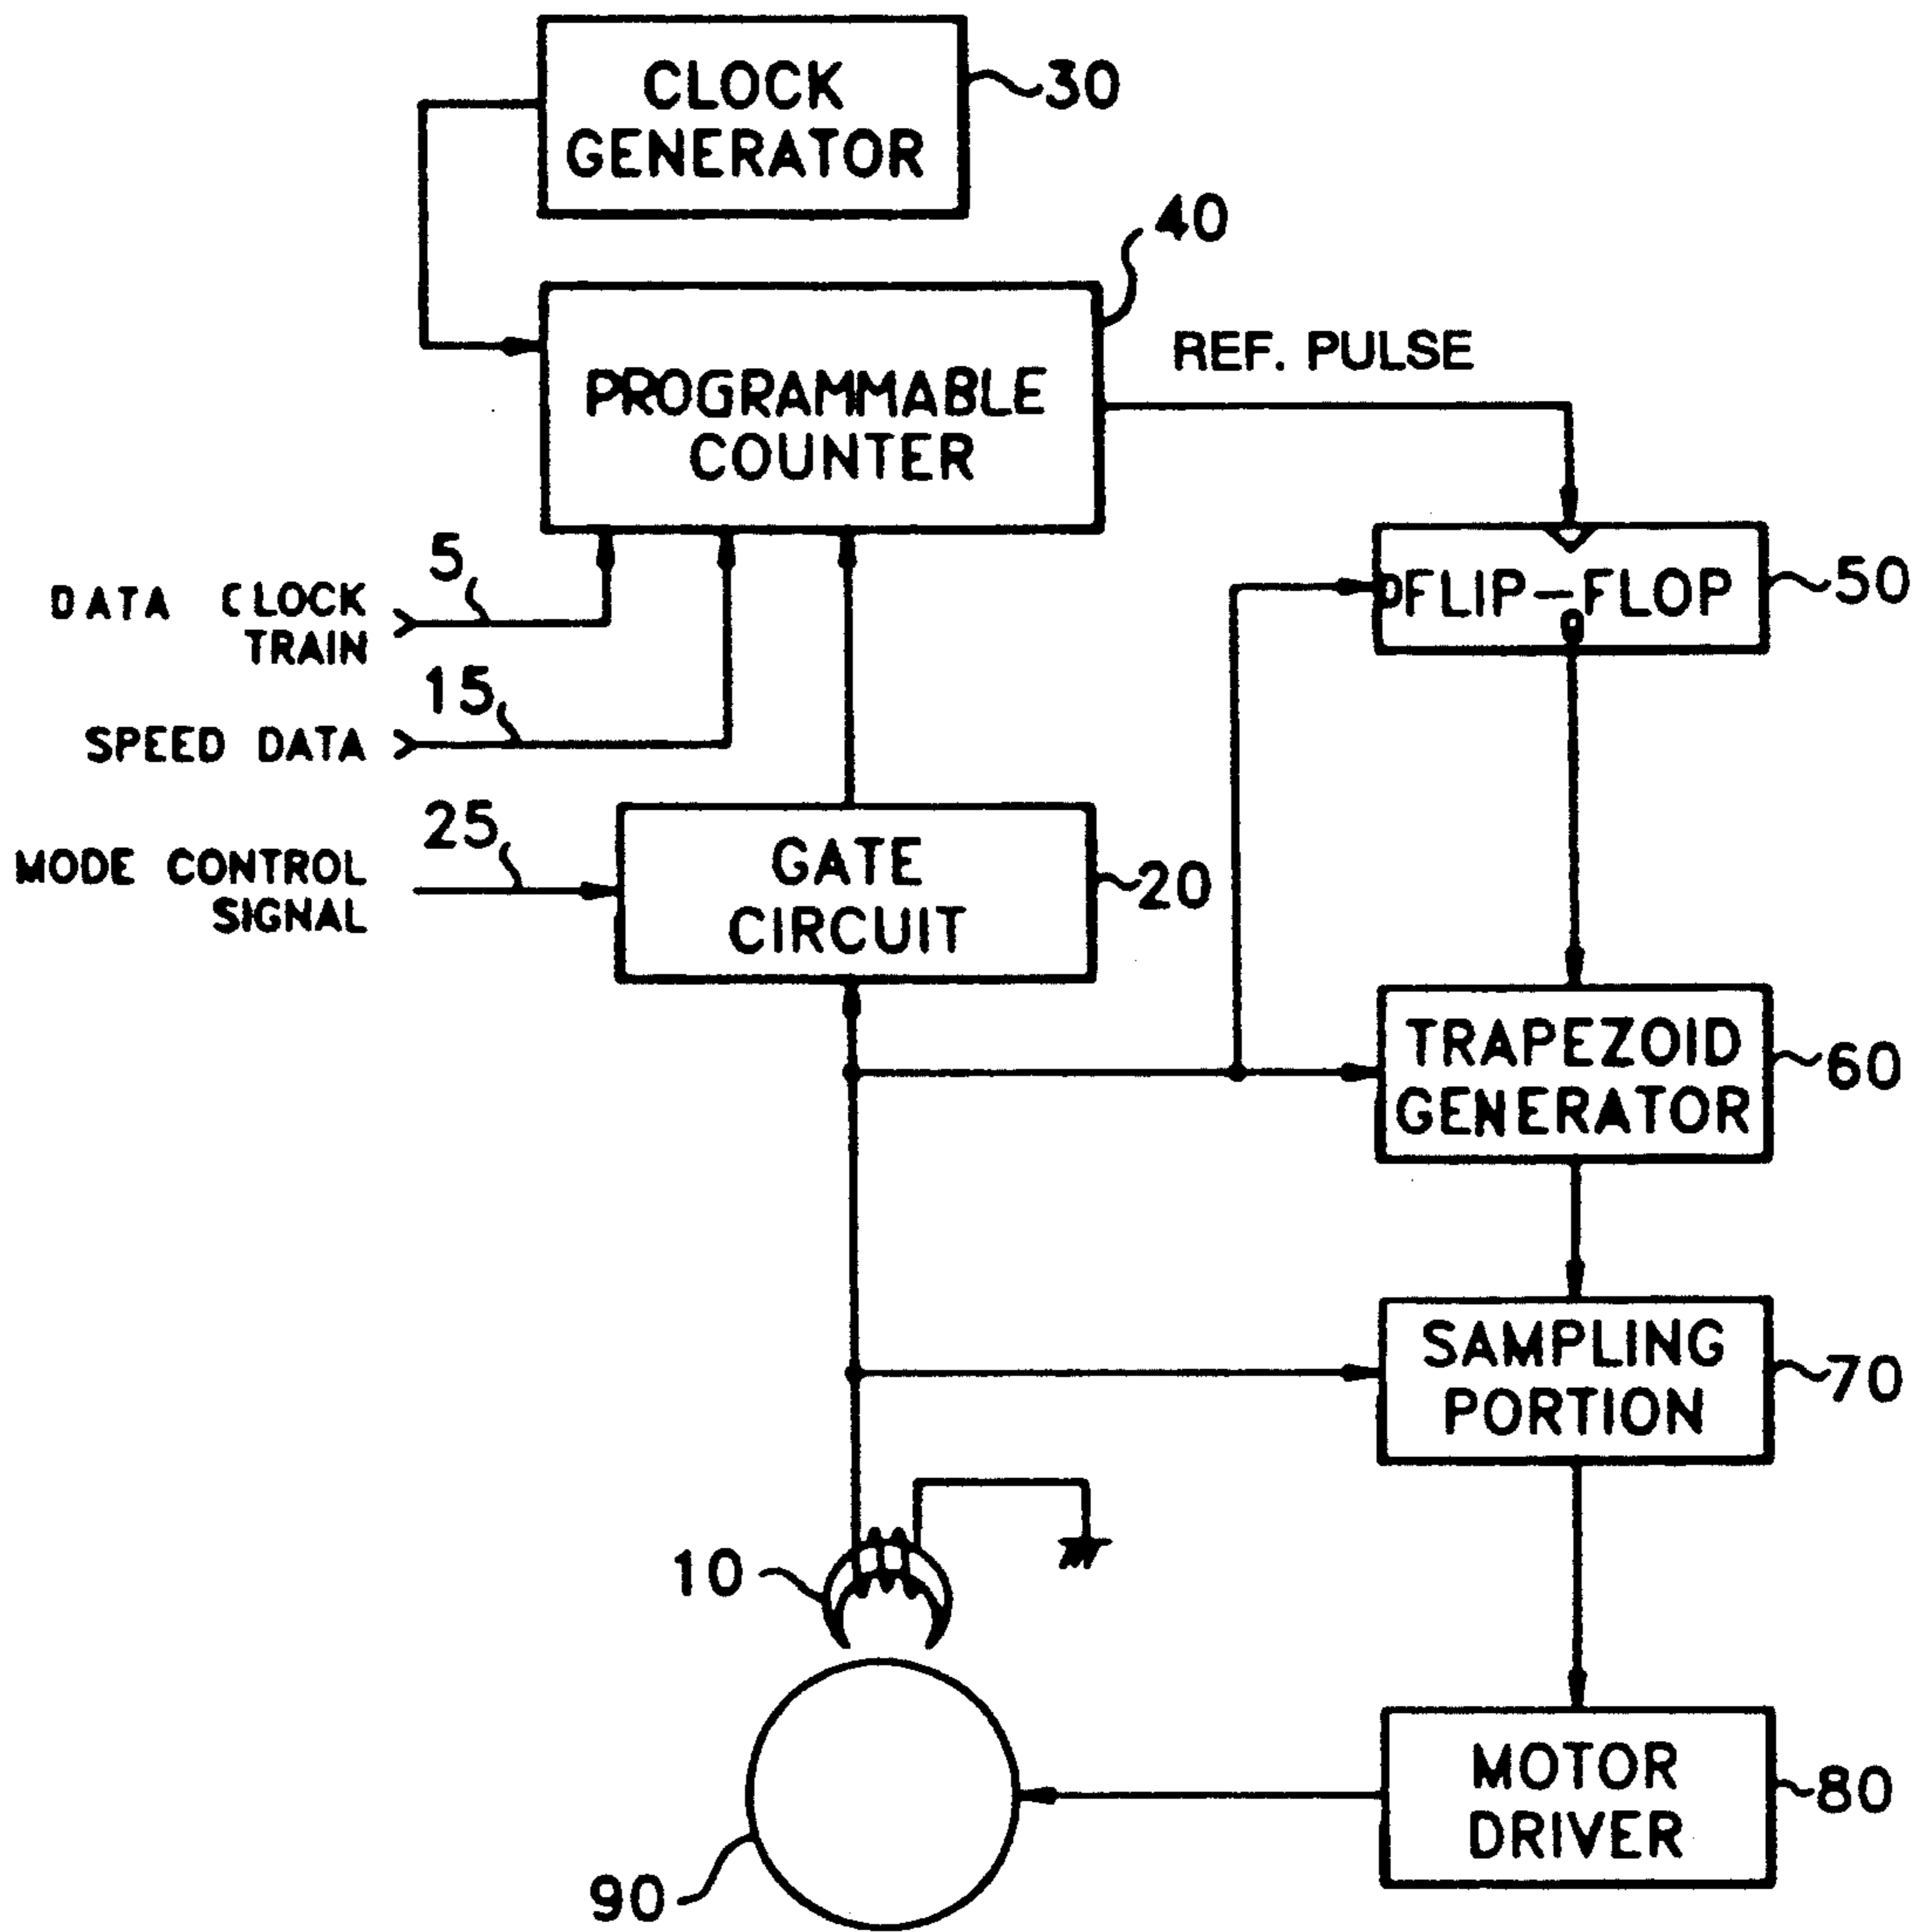 CLOCK
GENERATOR
30
40
REF. PULSE
PROGRAMMABLE
COUNTER
5
DATA CLOCK
TRAIN
D FLIP-FLOP
Q
50
15
SPEED DATA
25
MODE CONTROL
SIGNAL
GATE
CIRCUIT
20
TRAPEZOID
GENERATOR
60
SAMPLING
PORTION
70
10
MOTOR
DRIVER
80
90